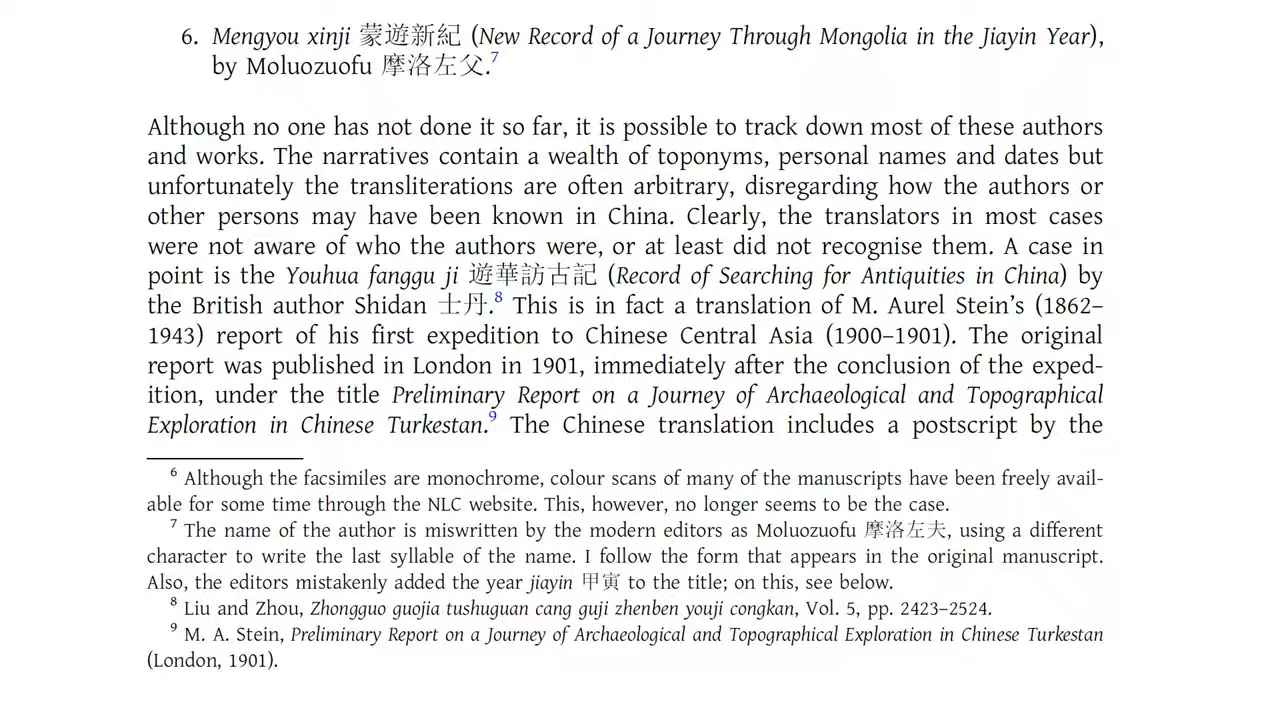 6. Mengyou xinji 蒙遊新紀 (New Record of a Journey Through Mongolia in the Jiayin Year),
by Moluozuofu 摩洛左父.7
Although no one has not done it so far, it is possible to track down most of these authors
and works. The narratives contain a wealth of toponyms, personal names and dates but
unfortunately the transliterations are often arbitrary, disregarding how the authors or
other persons may have been known in China. Clearly, the translators in most cases
were not aware of who the authors were, or at least did not recognise them. A case in
point is the Youhua fanggu ji 遊華訪古記 (Record of Searching for Antiquities in China) by
the British author Shidan 士丹.8 This is in fact a translation of M. Aurel Stein’s (1862–
1943) report of his first expedition to Chinese Central Asia (1900–1901). The original
report was published in London in 1901, immediately after the conclusion of the exped-
ition, under the title Preliminary Report on a Journey of Archaeological and Topographical
Exploration in Chinese Turkestan.9 The Chinese translation includes a postscript by the
6 Although the facsimiles are monochrome, colour scans of many of the manuscripts have been freely avail-
able for some time through the NLC website. This, however, no longer seems to be the case.
7 The name of the author is miswritten by the modern editors as Moluozuofu 摩洛左夫, using a different
character to write the last syllable of the name. I follow the form that appears in the original manuscript.
Also, the editors mistakenly added the year jiayin 甲寅 to the title; on this, see below.
8 Liu and Zhou, Zhongguo guojia tushuguan cang guji zhenben youji congkan, Vol. 5, pp. 2423–2524.
9 M. A. Stein, Preliminary Report on a Journey of Archaeological and Topographical Exploration in Chinese Turkestan
(London, 1901).